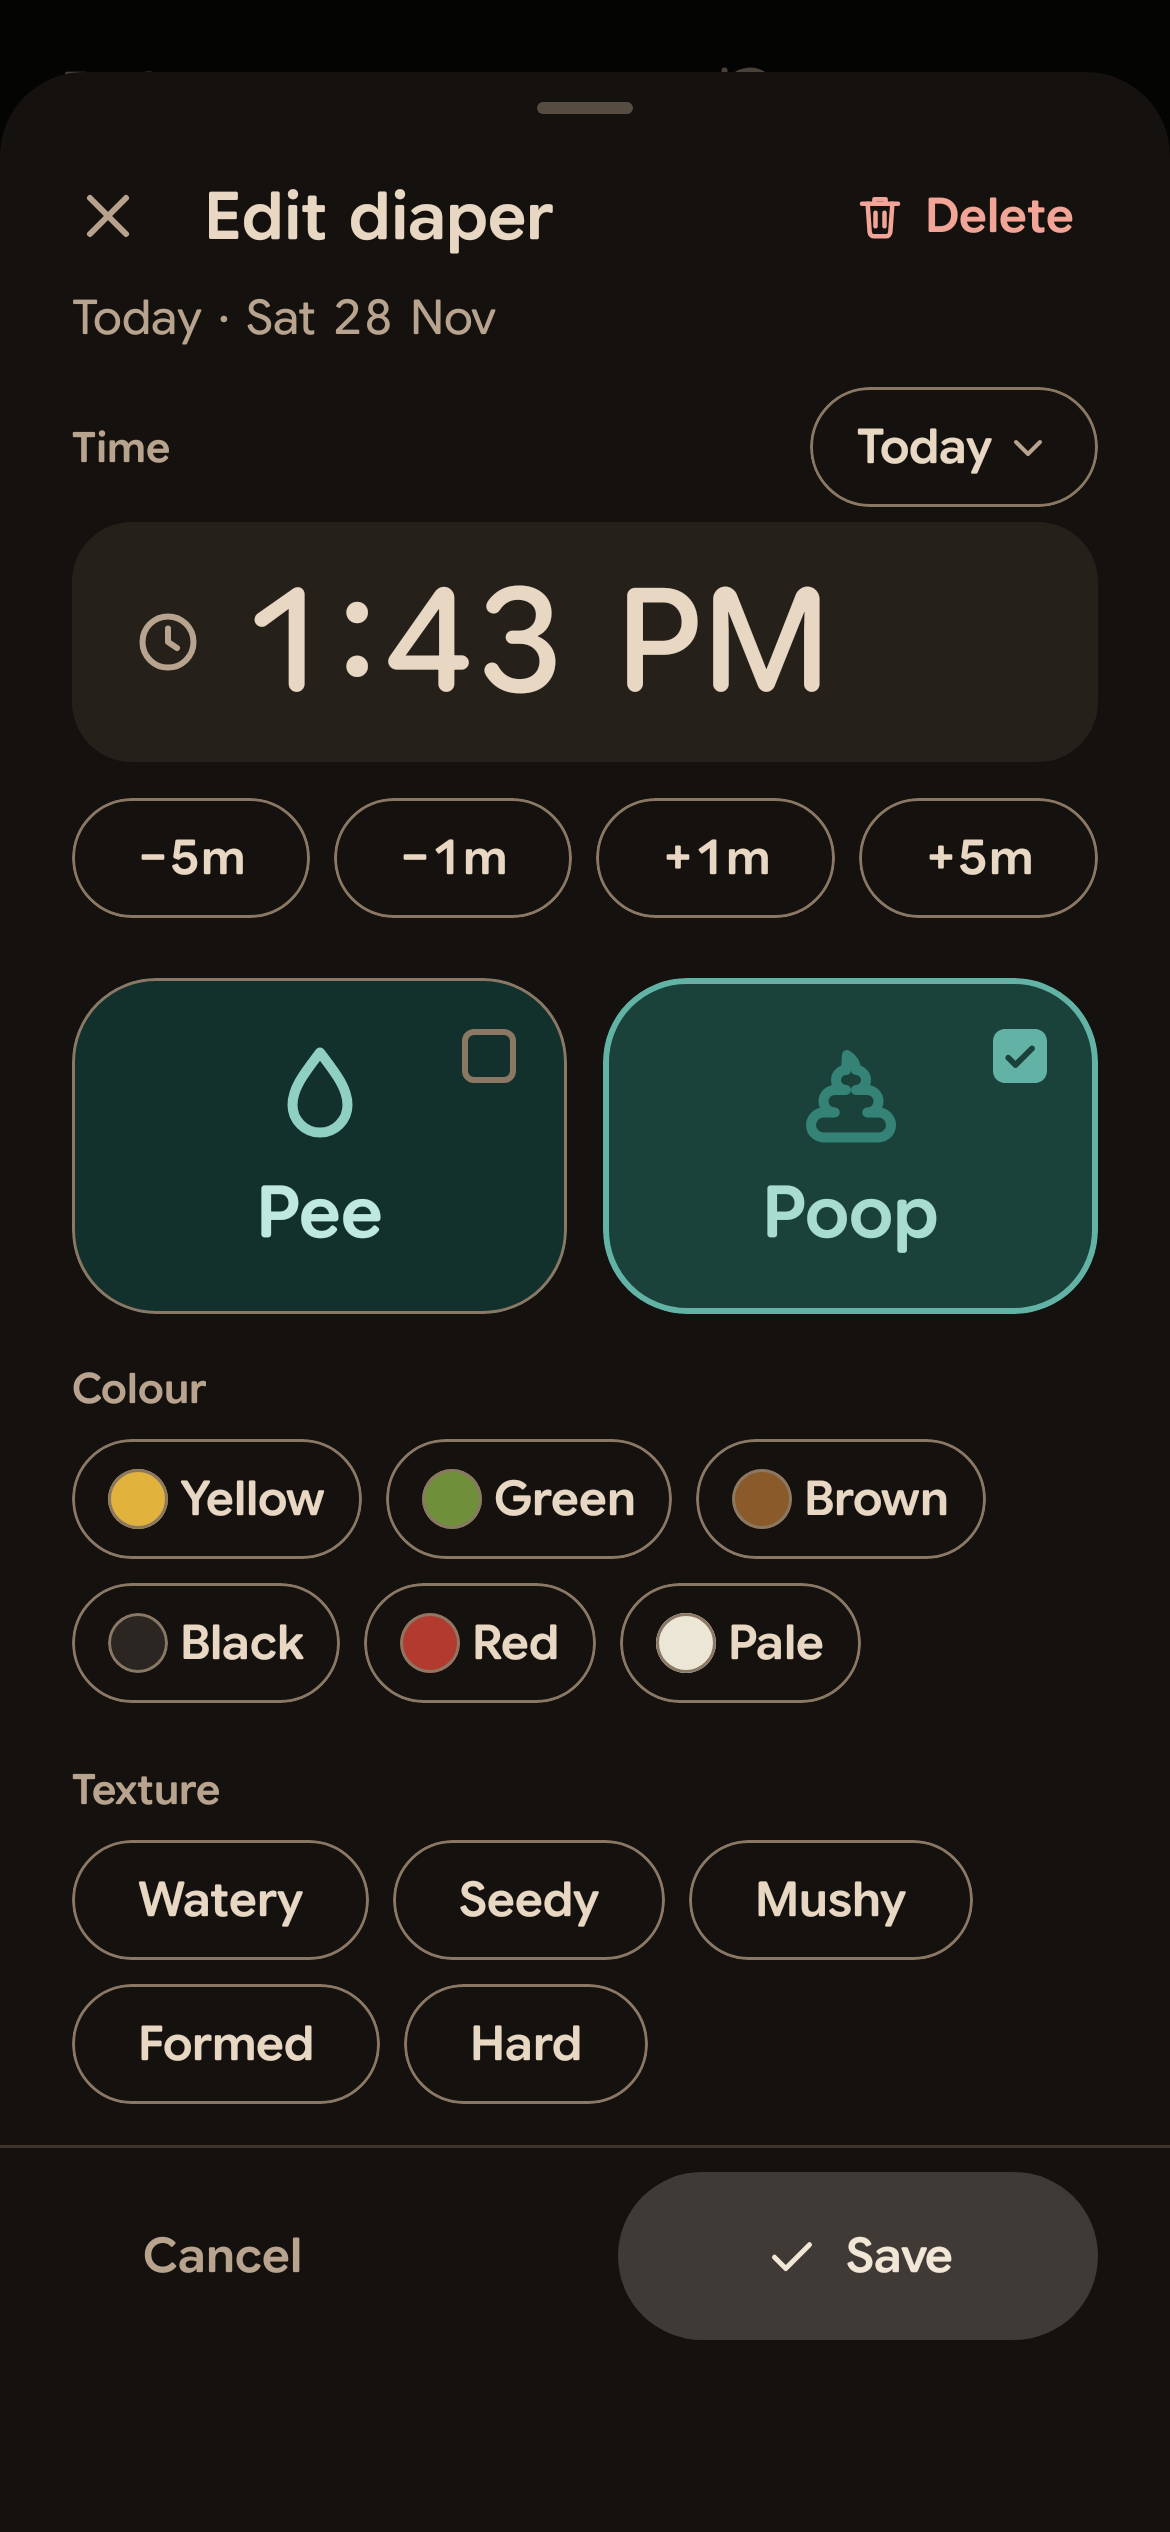 Edit diaper
Delete
Today · Sat 28 Nov
Time
Today
1:43 PM
−5m
−1m
+1m
+5m
Pee
Poop
Colour
Yellow
Green
Brown
Black
Red
Pale
Texture
Watery
Seedy
Mushy
Formed
Hard
Cancel
Save